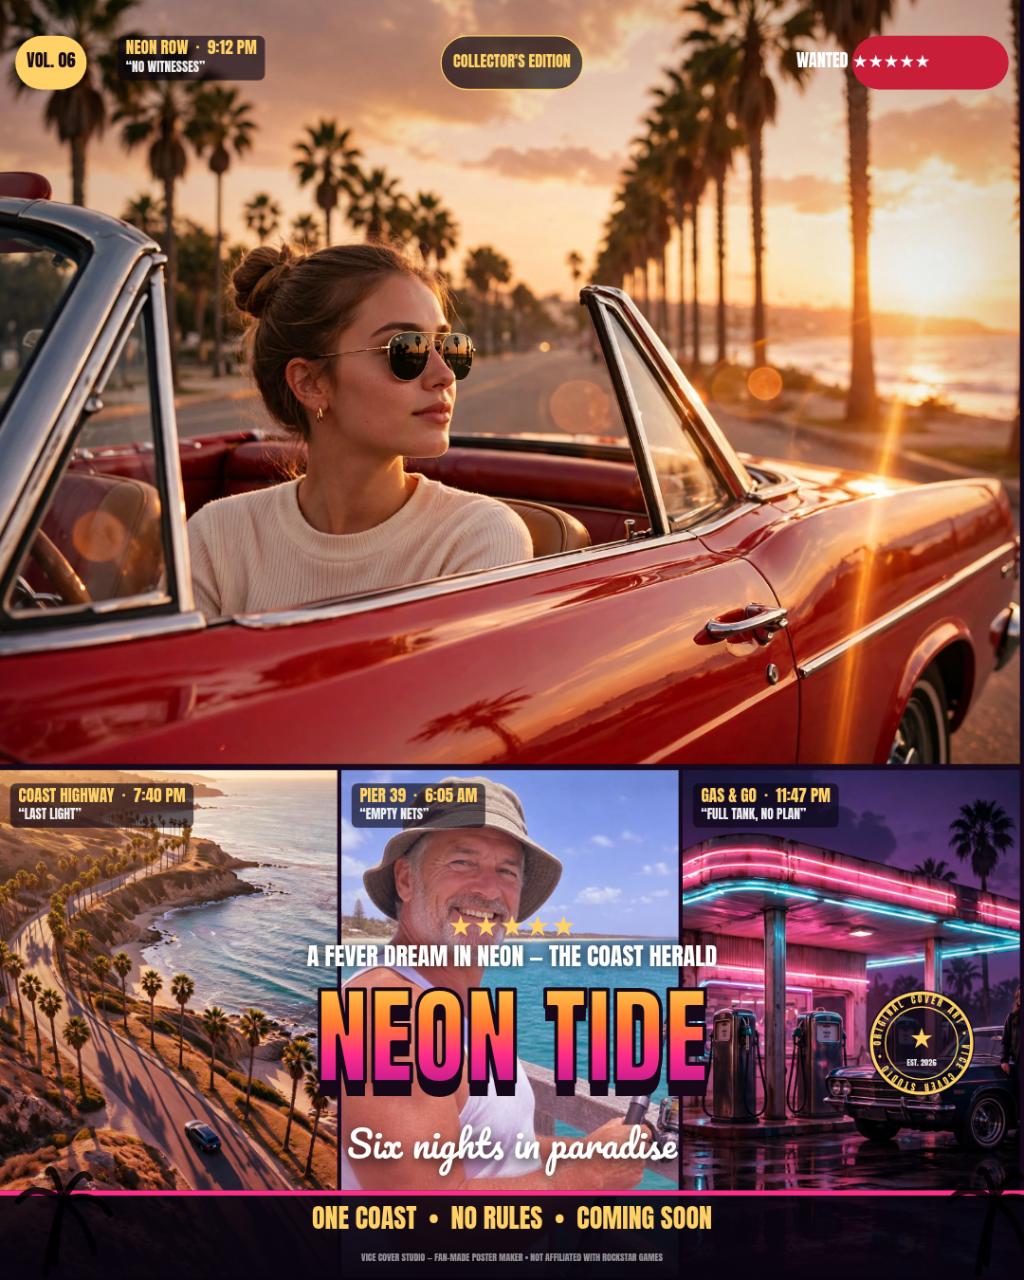 VOL. 06
NEON ROW · 9:12 PM
“NO WITNESSES”
COLLECTOR'S EDITION
WANTED ★★★★★
COAST HIGHWAY · 7:40 PM
“LAST LIGHT”
PIER 39 · 6:05 AM
“EMPTY NETS”
GAS & GO · 11:47 PM
“FULL TANK, NO PLAN”
★★★★★
A FEVER DREAM IN NEON – THE COAST HERALD
NEON TIDE
ORIGINAL COVER ART • VICE COVER STUDIO •
★
EST. 2026
Six nights in paradise
ONE COAST • NO RULES • COMING SOON
VICE COVER STUDIO – FAN-MADE POSTER MAKER • NOT AFFILIATED WITH ROCKSTAR GAMES